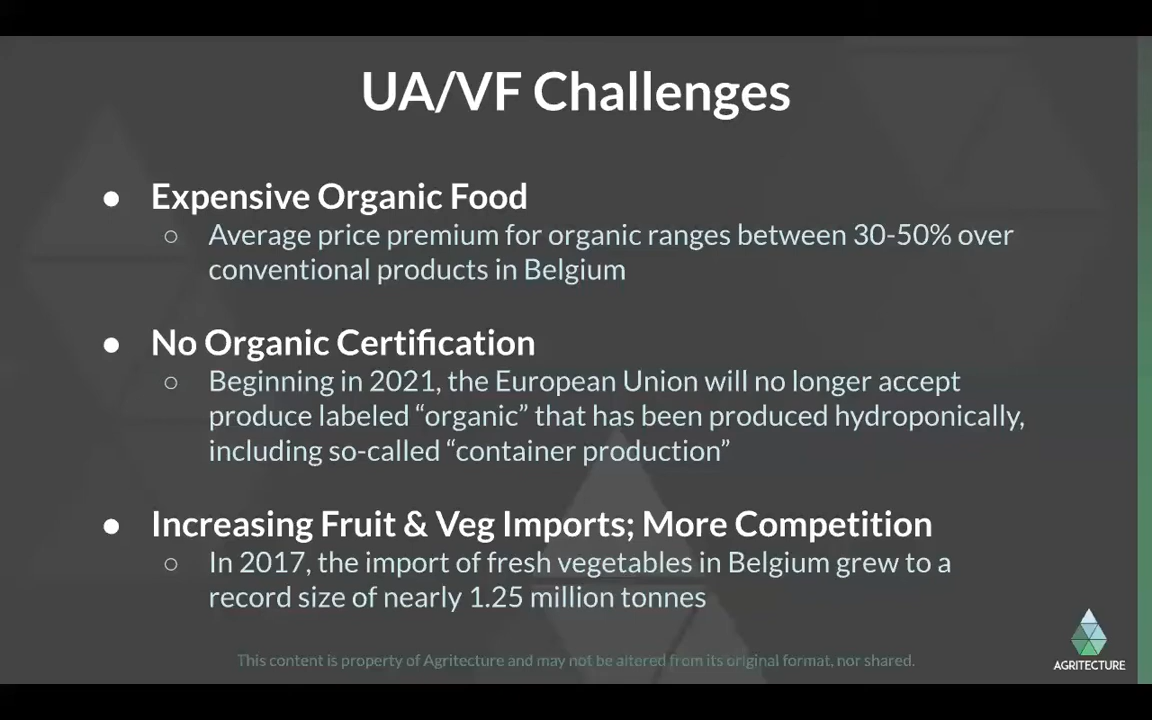 UA/VF Challenges
● Expensive Organic Food
○ Average price premium for organic ranges between 30-50% over
conventional products in Belgium
● No Organic Certification
○ Beginning in 2021, the European Union will no longer accept
produce labeled “organic” that has been produced hydroponically,
including so-called “container production”
● Increasing Fruit & Veg Imports; More Competition
○ In 2017, the import of fresh vegetables in Belgium grew to a
record size of nearly 1.25 million tonnes
This content is property of Agritecture and may not be altered from its original format, nor shared.
AGRITECTURE